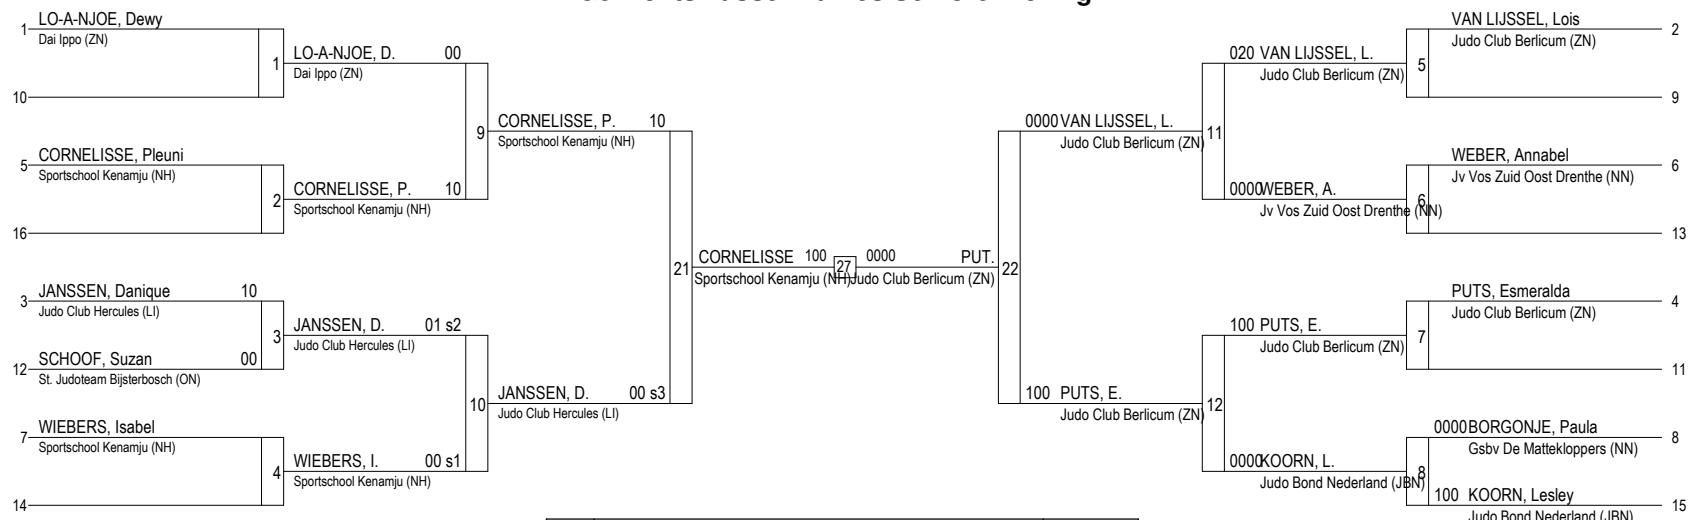 LO-A-NJOE, Dewy
1
Dai Ippo (ZN)
1
LO-A-NJOE, D. 00
Dai Ippo (ZN)
10
9
CORNELISSE, P. 10
Sportschool Kenamju (NH)
CORNELISSE, Pleuni
5
Sportschool Kenamju (NH)
2
CORNELISSE, P. 10
Sportschool Kenamju (NH)
16
21
CORNELISSE 100
Sportschool Kenamju (NH)
JANSSEN, Danique 10
3
Judo Club Hercules (LI)
3
JANSSEN, D. 01 s2
Judo Club Hercules (LI)
SCHOOF, Suzan 00
12
St. Judoteam Bijsterbosch (ON)
10
JANSSEN, D. 00 s3
Judo Club Hercules (LI)
WIEBERS, Isabel
7
Sportschool Kenamju (NH)
4
WIEBERS, I. 00 s1
Sportschool Kenamju (NH)
14
27
0000 PUT.
Judo Club Berlicum (ZN)
22
0000 VAN LIJSSEL, L.
Judo Club Berlicum (ZN)
11
020 VAN LIJSSEL, L.
Judo Club Berlicum (ZN)
5
VAN LIJSSEL, Lois
2
Judo Club Berlicum (ZN)
9
0000 WEBER, A.
Jv Vos Zuid Oost Drenthe (NN)
6
WEBER, Annabel
6
Jv Vos Zuid Oost Drenthe (NN)
13
100 PUTS, E.
Judo Club Berlicum (ZN)
12
100 PUTS, E.
Judo Club Berlicum (ZN)
7
PUTS, Esmeralda
4
Judo Club Berlicum (ZN)
11
0000 KOORN, L.
Judo Bond Nederland (JBN)
8
0000 BORGONJE, Paula
8
Gsbv De Mattekloppers (NN)
100 KOORN, Lesley
15
Judo Bond Nederland (JBN)